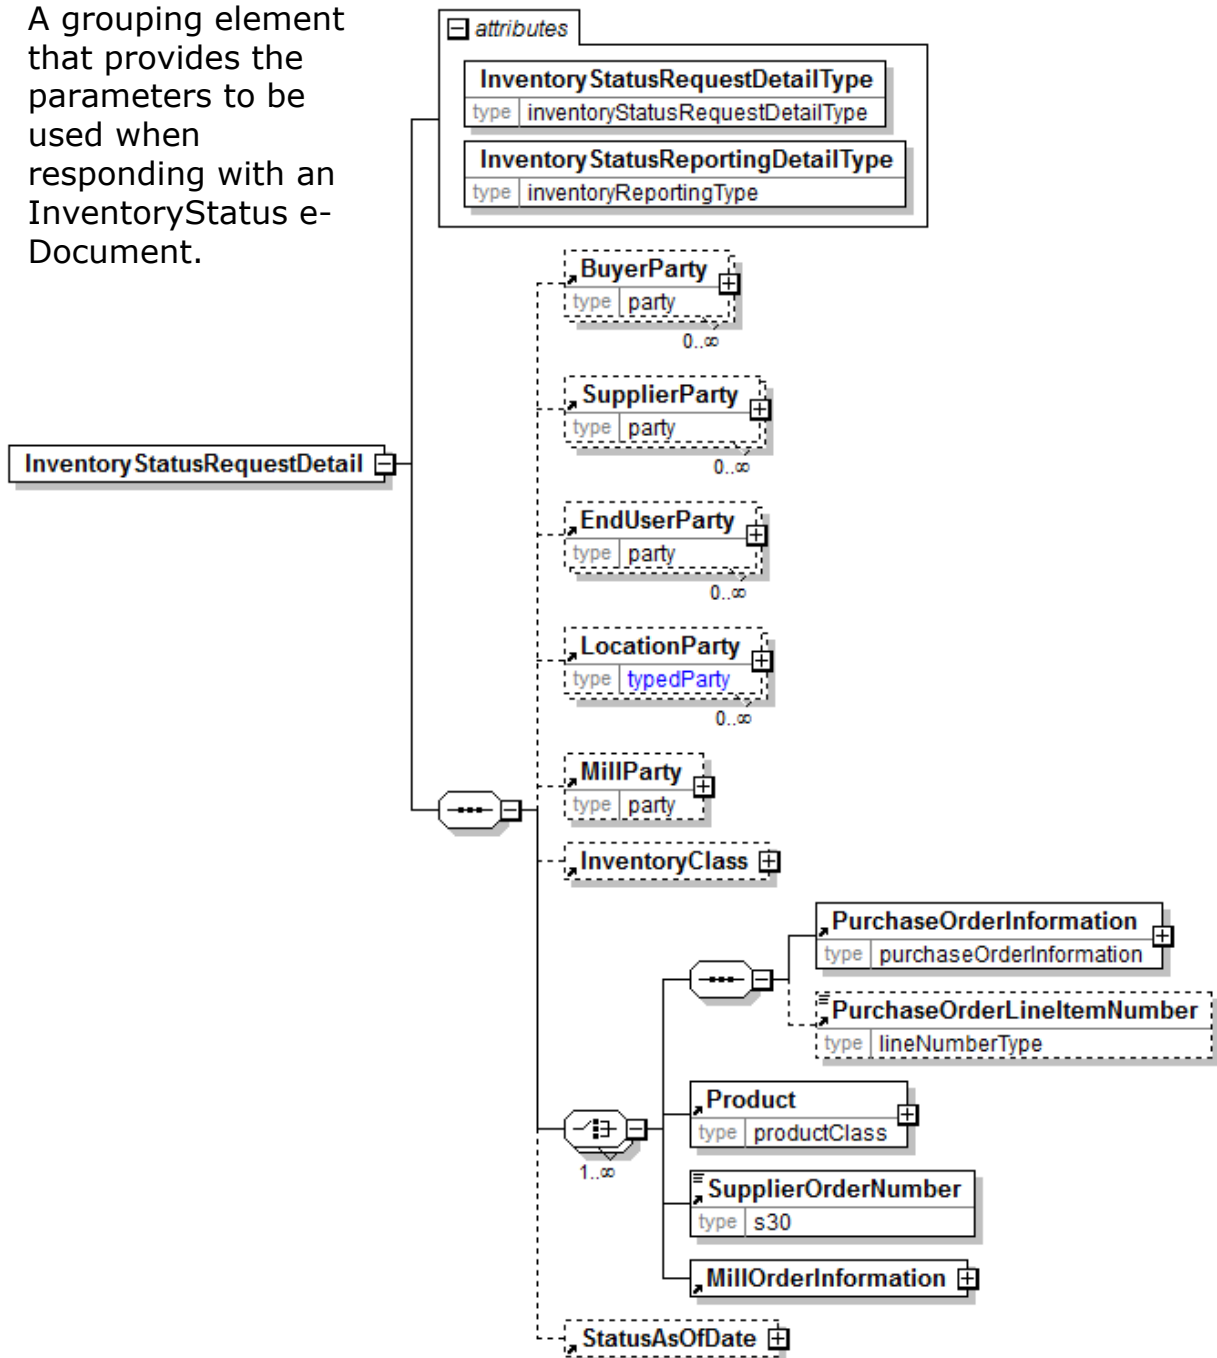 A grouping element
that provides the
parameters to be
used when
responding with an
InventoryStatus e-
Document.
attributes
InventoryStatusRequestDetailType
type inventoryStatusRequestDetailType
InventoryStatusReportingDetailType
type inventoryReportingType
BuyerParty
type party
0..∞
SupplierParty
type party
0..∞
InventoryStatusRequestDetail
EndUserParty
type party
0..∞
LocationParty
type typedParty
0..∞
MillParty
type party
InventoryClass
PurchaseOrderInformation
type purchaseOrderInformation
PurchaseOrderLineItemNumber
type lineNumberType
Product
type productClass
1..∞
SupplierOrderNumber
type s30
MillOrderInformation
StatusAsOfDate